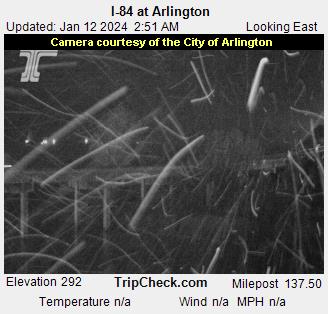 I-84 at Arlington
Updated: Jan 12 2024 2:51 AM Looking East
Camera courtesy of the City of Arlington
Elevation 292 TripCheck.com Milepost 137.50
Temperature n/a Wind n/a MPH n/a